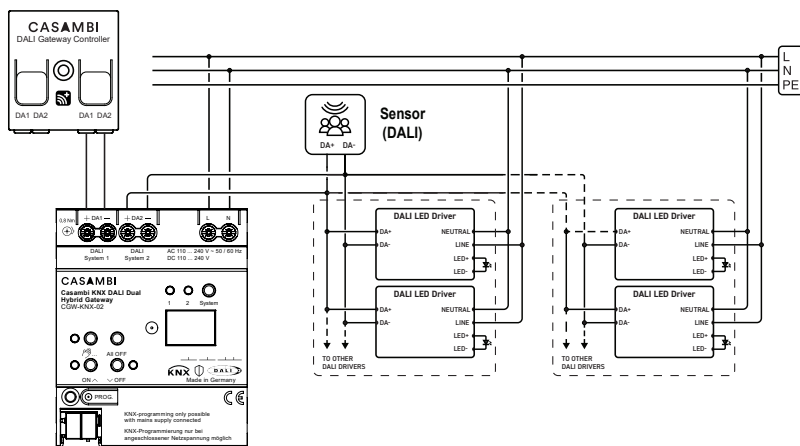 CASAMBI
DALI Gateway Controller
DA1 DA2
DA1 DA2
L
N
PE
Sensor
(DALI)
DA+ DA-
0,8 Nm
+ DA1 −
+ DA2 −
L
N
DALI
System 1
DALI
System 2
AC 110 ... 240 V ~ 50 / 60 Hz
DC 110 ... 240 V
CASAMBI
Casambi KNX DALI Dual
Hybrid Gateway
CGW-KNX-02
1
2
System
All OFF
ON
OFF
KNX
DALI
Made in Germany
PROG.
CE
KNX-programming only possible
with mains supply connected
KNX-Programmierung nur bei
angeschlossener Netzspannung möglich
DALI LED Driver
DA+
NEUTRAL
DA-
LINE
LED+
LED-
DALI LED Driver
DA+
NEUTRAL
DA-
LINE
LED+
LED-
TO OTHER
DALI DRIVERS
DALI LED Driver
DA+
NEUTRAL
DA-
LINE
LED+
LED-
DALI LED Driver
DA+
NEUTRAL
DA-
LINE
LED+
LED-
TO OTHER
DALI DRIVERS